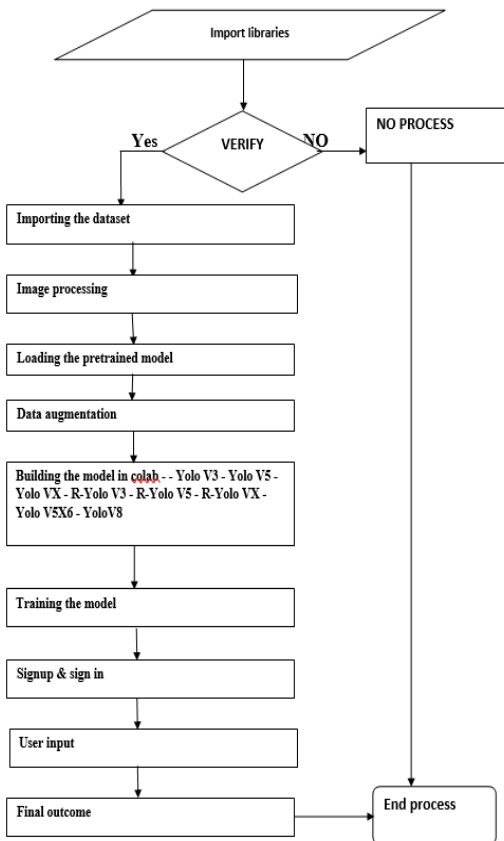 Import libraries
VERIFY
Yes
NO
NO PROCESS
Importing the dataset
Image processing
Loading the pretrained model
Data augmentation
Building the model in colab - - Yolo V3 - Yolo V5 -
Yolo VX - R-Yolo V3 - R-Yolo V5 - R-Yolo VX -
Yolo V5X6 - YoloV8
Training the model
Signup & sign in
User input
Final outcome
End process